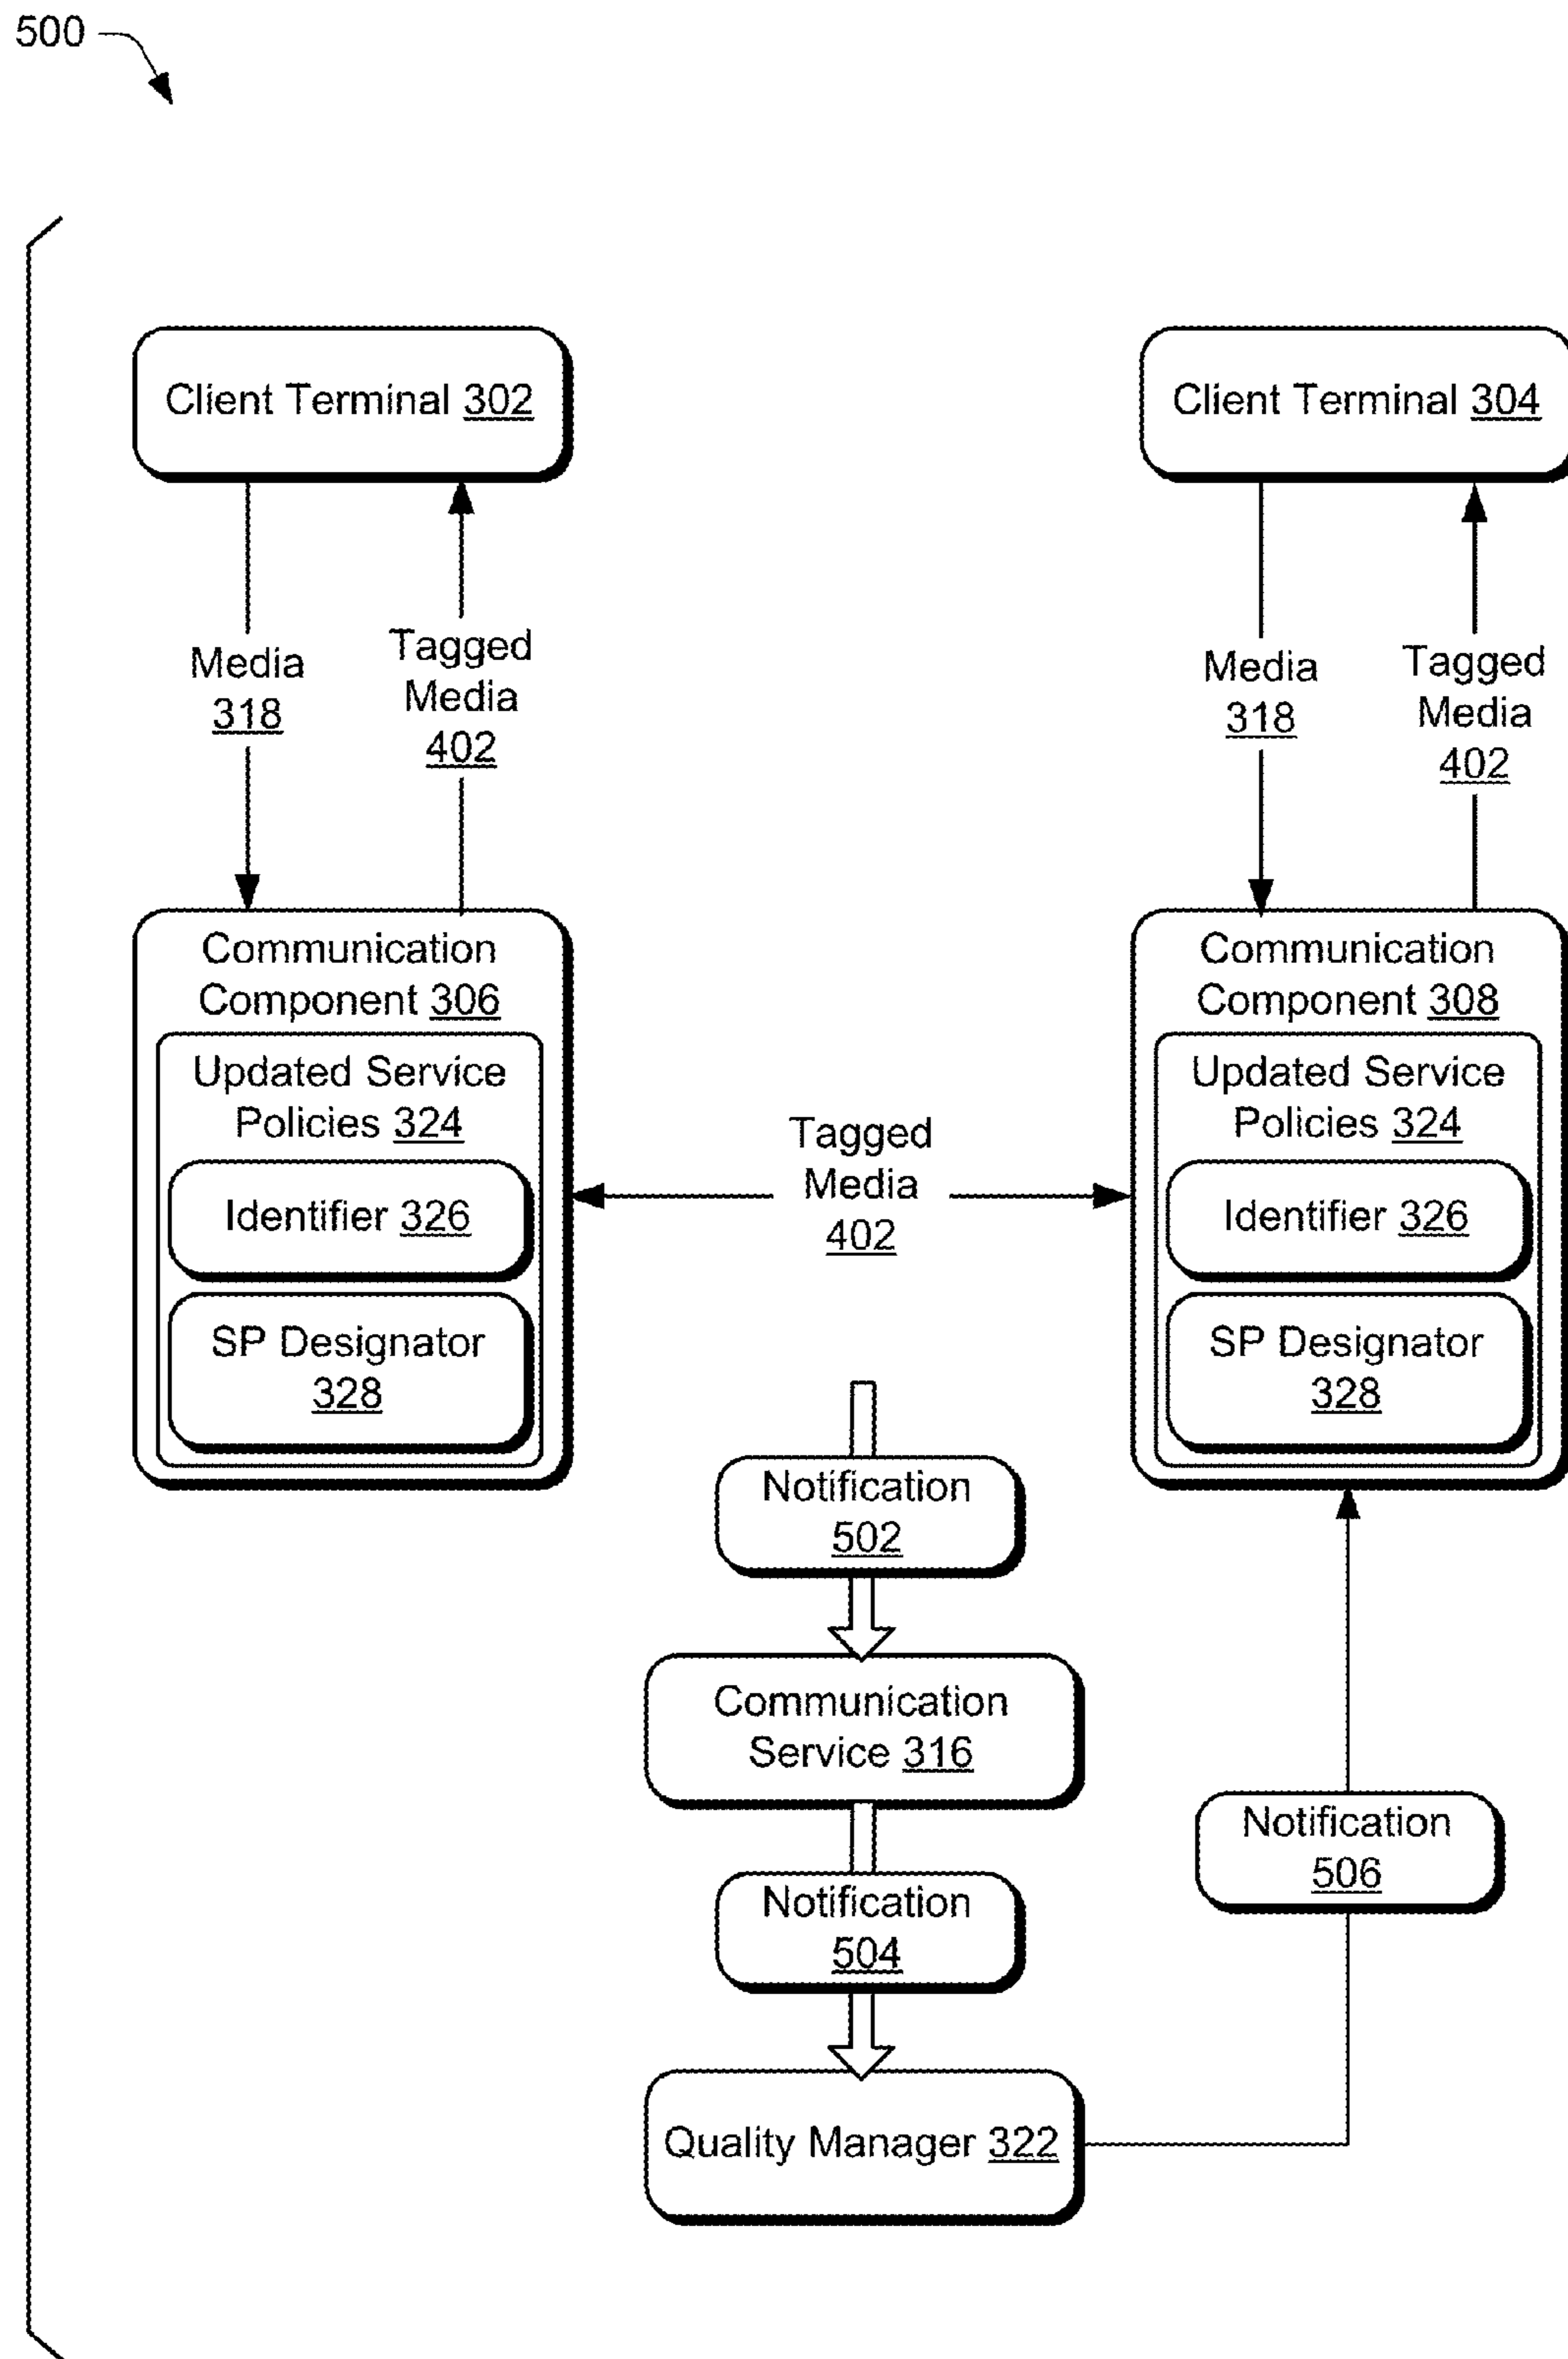 500
Client Terminal 302
Client Terminal 304
Media
318
Tagged
Media
402
Media
318
Tagged
Media
402
Communication
Component 306
Updated Service
Policies 324
Identifier 326
SP Designator
328
Tagged
Media
402
Communication
Component 308
Updated Service
Policies 324
Identifier 326
SP Designator
328
Notification
502
Communication
Service 316
Notification
504
Notification
506
Quality Manager 322